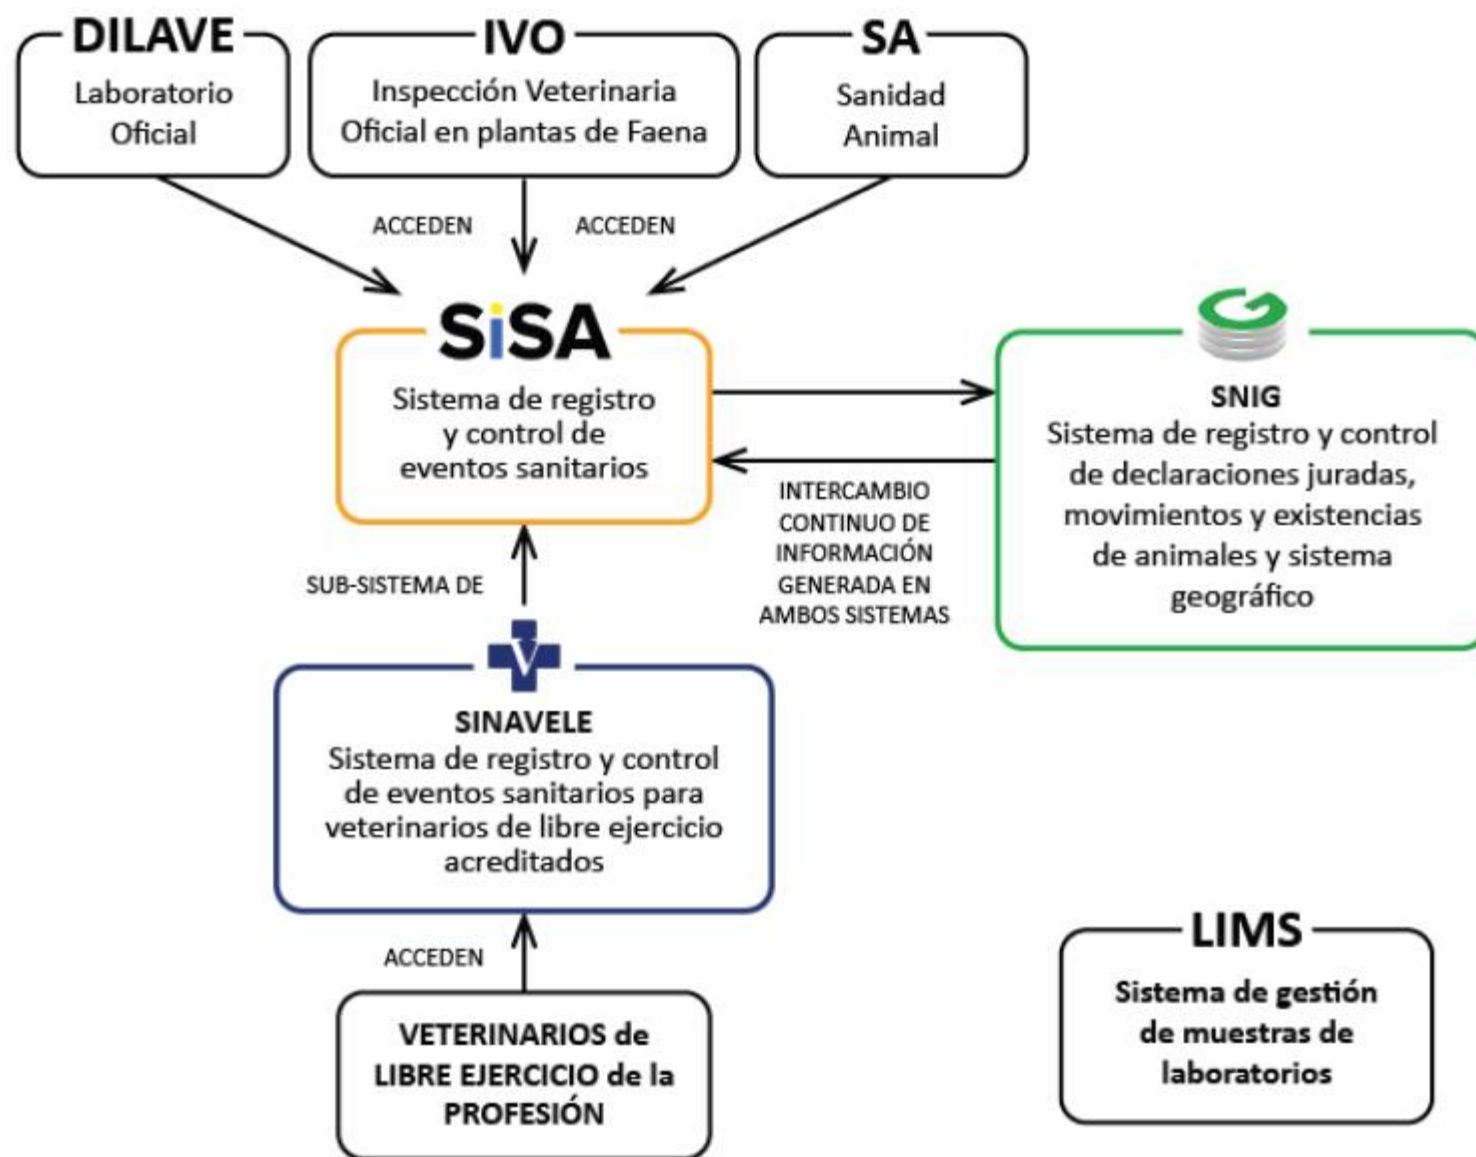 DILAVE
Laboratorio
Oficial
IVO
Inspección Veterinaria
Oficial en plantas de Faena
SA
Sanidad
Animal
ACCEDEN
ACCEDEN
SiSA
Sistema de registro
y control de
eventos sanitarios
SNIG
Sistema de registro y control
de declaraciones juradas,
movimientos y existencias
de animales y sistema
geográfico
INTERCAMBIO
CONTINUO DE
INFORMACIÓN
GENERADA EN
AMBOS SISTEMAS
SUB-SISTEMA DE
V
SINAVELE
Sistema de registro y control
de eventos sanitarios para
veterinarios de libre ejercicio
acreditados
ACCEDEN
VETERINARIOS de
LIBRE EJERCICIO de la
PROFESIÓN
LIMS
Sistema de gestión
de muestras de
laboratorios